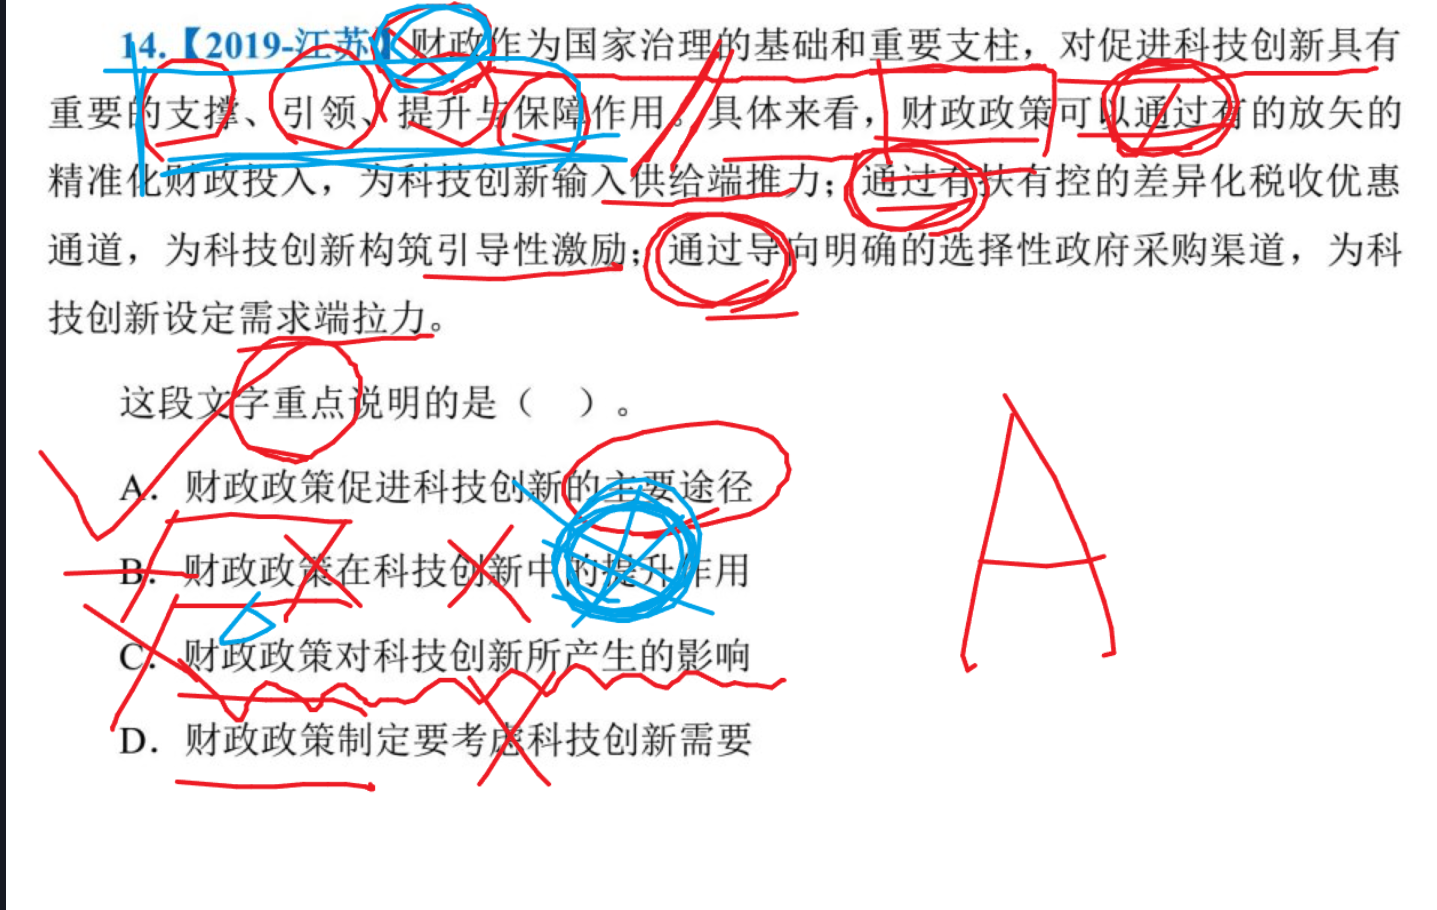 14.【2019-江苏】财政作为国家治理的基础和重要支柱，对促进科技创新具有
重要的支撑、引领、提升与保障作用。具体来看，财政政策可以通过有的放矢的
精准化财政投入，为科技创新输入供给端推力；通过有扶有控的差异化税收优惠
通道，为科技创新构筑引导性激励；通过导向明确的选择性政府采购渠道，为科
技创新设定需求端拉力。
这段文字重点说明的是（ ）。
A. 财政政策促进科技创新的主要途径
B. 财政政策在科技创新中的提升作用
C. 财政政策对科技创新所产生的影响
D. 财政政策制定要考虑科技创新需要
A